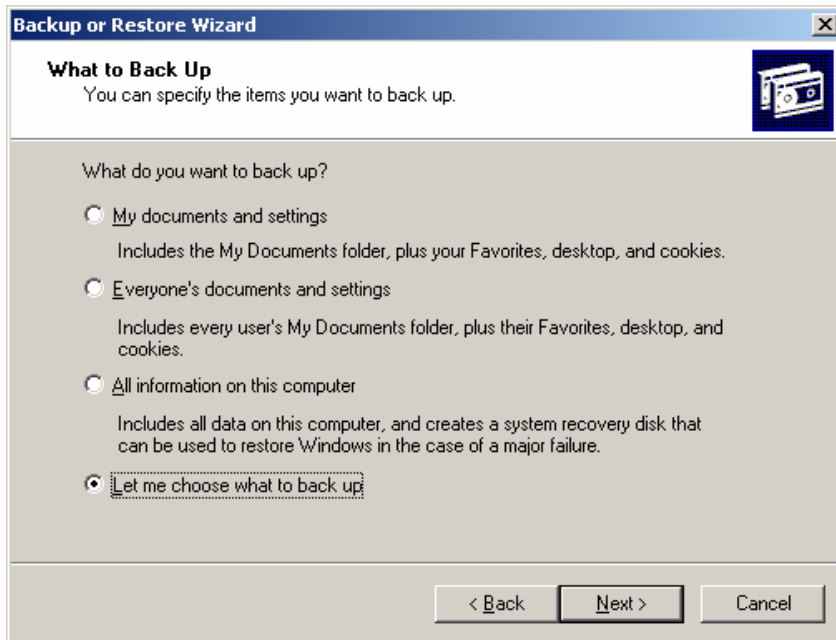 Backup or Restore Wizard
What to Back Up
You can specify the items you want to back up.
What do you want to back up?
My documents and settings
Includes the My Documents folder, plus your Favorites, desktop, and cookies.
Everyone's documents and settings
Includes every user's My Documents folder, plus their Favorites, desktop, and
cookies.
All information on this computer
Includes all data on this computer, and creates a system recovery disk that
can be used to restore Windows in the case of a major failure.
Let me choose what to back up
< Back Next > Cancel